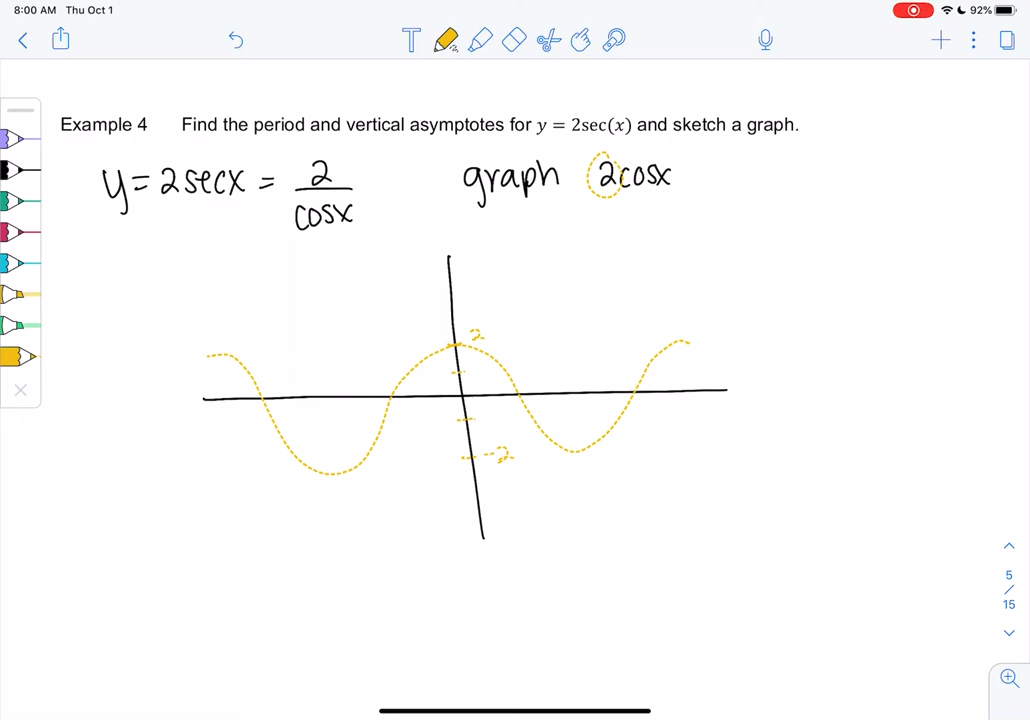 8:00 AM Thu Oct 1
92%
T
Example 4 Find the period and vertical asymptotes for y = 2sec(x) and sketch a graph.
y = 2secx = 2/cosx graph 2cosx
2
-2
5
/
15